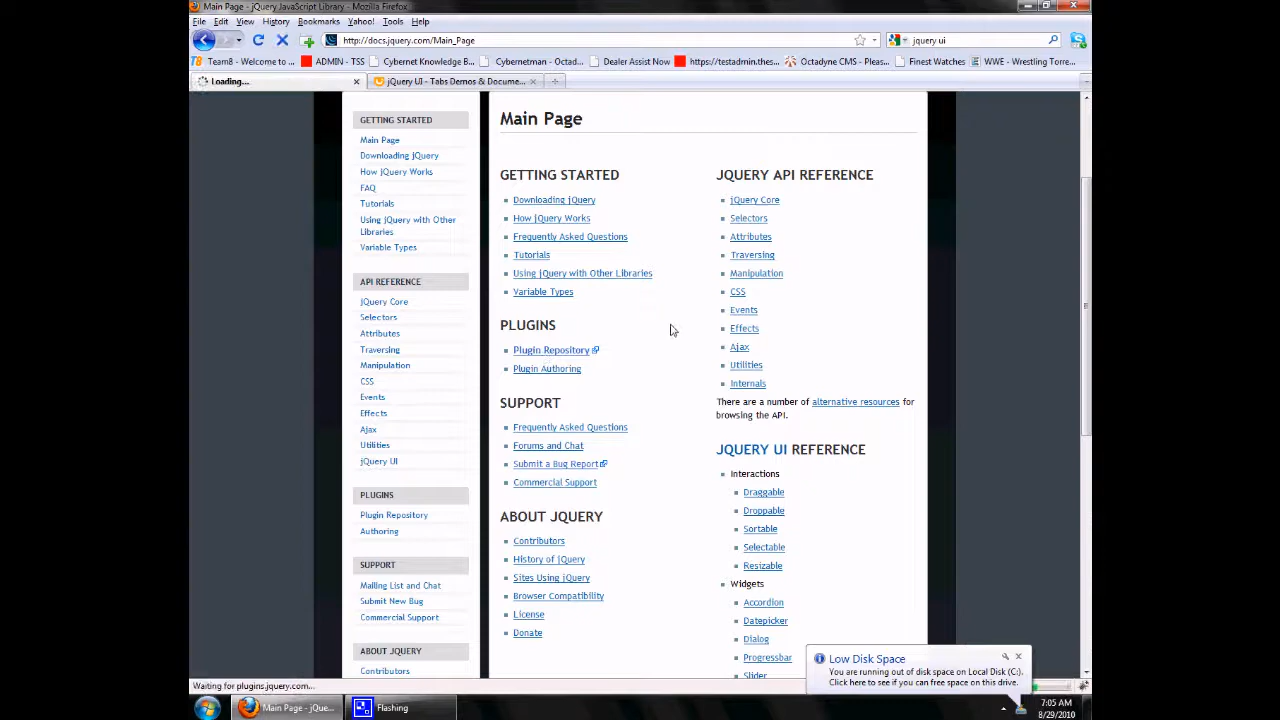 Main Page - jQuery JavaScript Library - Mozilla Firefox
File Edit View History Bookmarks Yahoo! Tools Help
http://docs.jquery.com/Main_Page
jquery ui
Team8 - Welcome to ...
ADMIN - TSS
Cybernet Knowledge B...
Cybernetman - Octad...
Dealer Assist Now
https://testadmin.thes...
Octadyne CMS - Pleas...
Finest Watches
WWE - Wrestling Torre...
Loading...
jQuery UI - Tabs Demos & Docume...
GETTING STARTED
Main Page
Downloading jQuery
How jQuery Works
FAQ
Tutorials
Using jQuery with Other
Libraries
Variable Types
API REFERENCE
jQuery Core
Selectors
Attributes
Traversing
Manipulation
CSS
Events
Effects
Ajax
Utilities
jQuery UI
PLUGINS
Plugin Repository
Authoring
SUPPORT
Mailing List and Chat
Submit New Bug
Commercial Support
ABOUT JQUERY
Contributors
Main Page
GETTING STARTED
Downloading jQuery
How jQuery Works
Frequently Asked Questions
Tutorials
Using jQuery with Other Libraries
Variable Types
PLUGINS
Plugin Repository
Plugin Authoring
SUPPORT
Frequently Asked Questions
Forums and Chat
Submit a Bug Report
Commercial Support
ABOUT JQUERY
Contributors
History of jQuery
Sites Using jQuery
Browser Compatibility
License
Donate
JQUERY API REFERENCE
jQuery Core
Selectors
Attributes
Traversing
Manipulation
CSS
Events
Effects
Ajax
Utilities
Internals
There are a number of alternative resources for
browsing the API.
JQUERY UI REFERENCE
Interactions
Draggable
Droppable
Sortable
Selectable
Resizable
Widgets
Accordion
Datepicker
Dialog
Progressbar
Slider
Low Disk Space
You are running out of disk space on Local Disk (C:).
Click here to see if you can free space on this drive.
Waiting for plugins.jquery.com...
Main Page - jQue...
Flashing
7:05 AM
8/29/2010